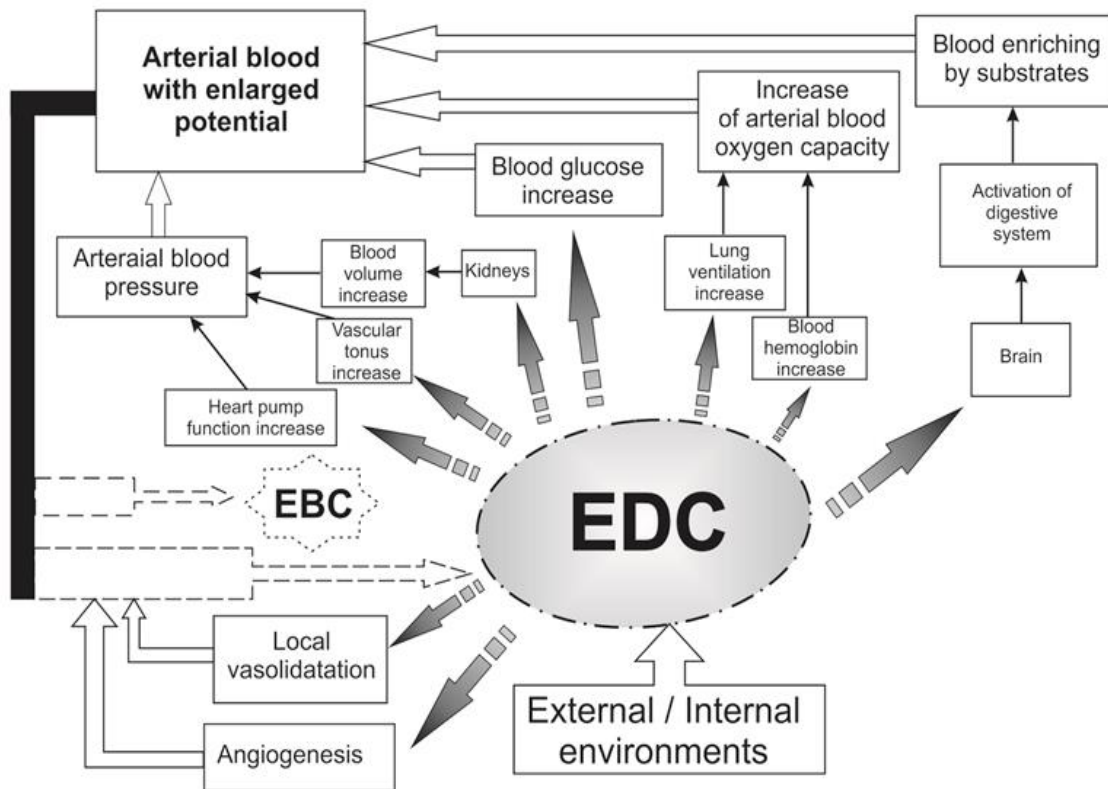 Arterial blood
with enlarged
potential
Blood enriching
by substrates
Increase
of arterial blood
oxygen capacity
Blood glucose
increase
Activation of
digestive
system
Arteraial blood
pressure
Blood
volume
increase
Kidneys
Lung
ventilation
increase
Vascular
tonus
increase
Blood
hemoglobin
increase
Brain
Heart pump
function increase
EBC
EDC
Local
vasolidatation
Angiogenesis
External / Internal
environments